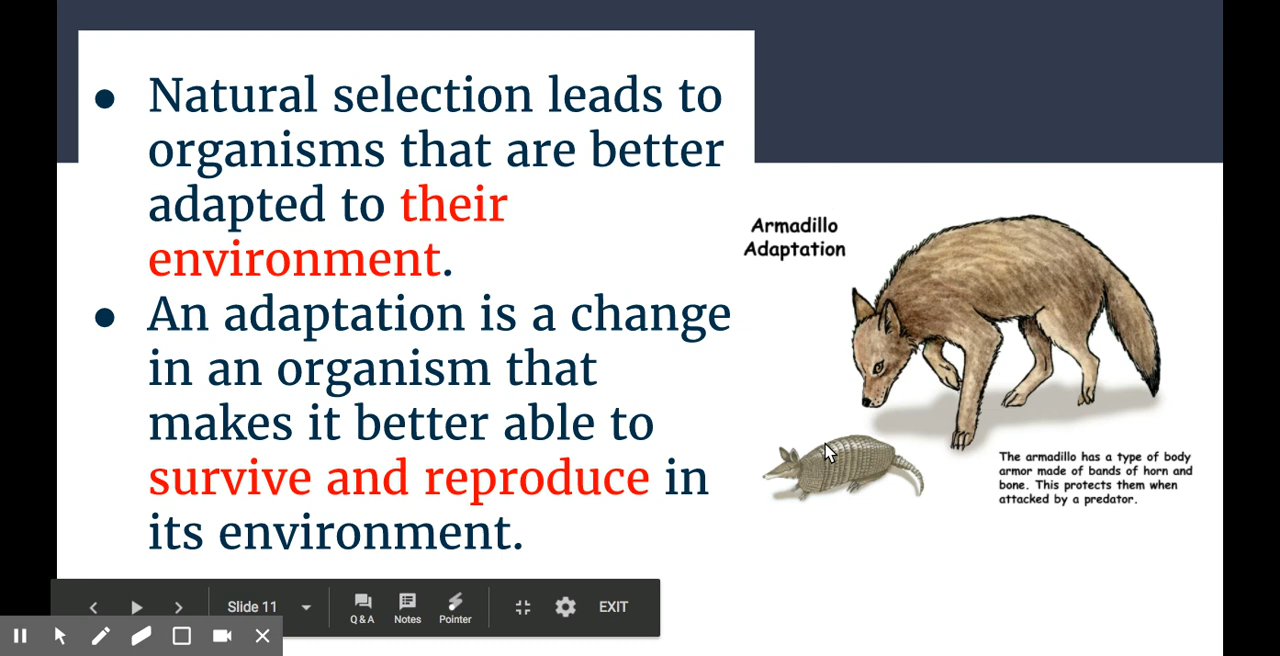 ● Natural selection leads to
organisms that are better
adapted to their
environment.
● An adaptation is a change
in an organism that
makes it better able to
survive and reproduce in
its environment.
Armadillo
Adaptation
The armadillo has a type of body
armor made of bands of horn and
bone. This protects them when
attacked by a predator.
Slide 11
Q & A
Notes
Pointer
EXIT